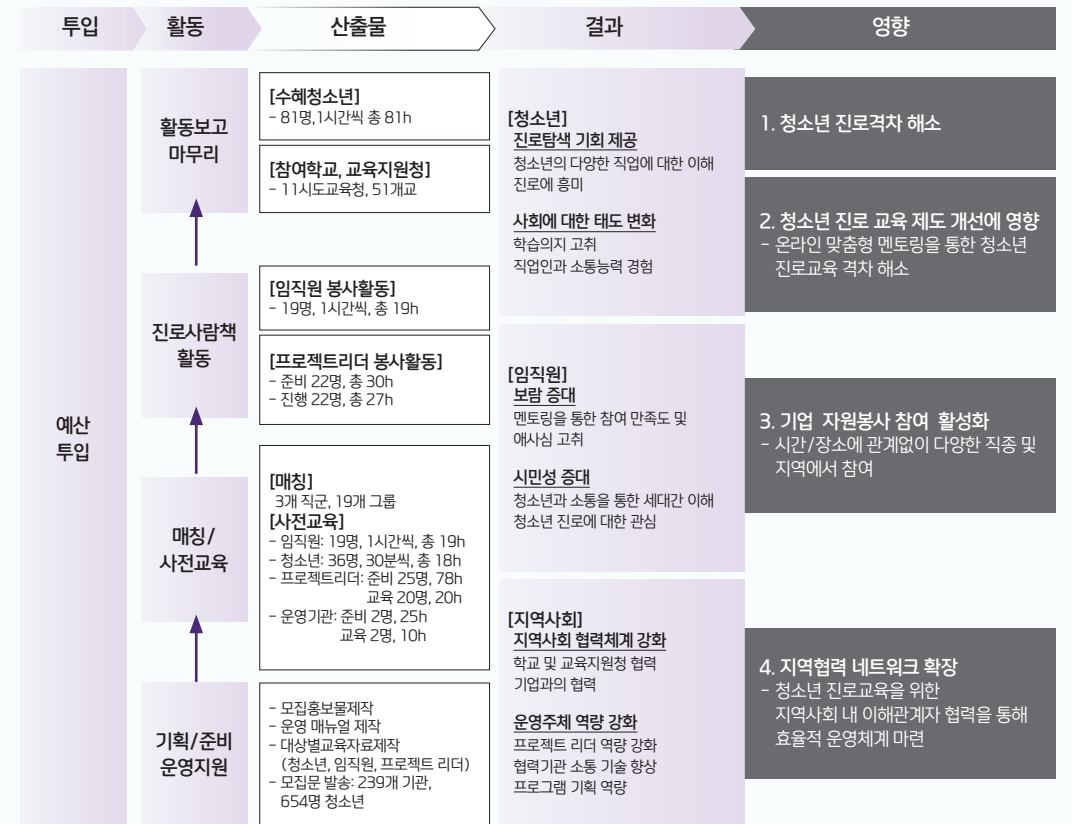 투입
활동
산출물
결과
영향
예산
투입
활동보고
마무리
진로사람책
활동
매칭/
사전교육
기획/준비
운영지원
[수혜청소년]
- 81명,1시간씩 총 81h
[참여학교, 교육지원청]
- 11시도교육청, 51개교
[임직원 봉사활동]
- 19명, 1시간씩, 총 19h
[프로젝트리더 봉사활동]
- 준비 22명, 총 30h
- 진행 22명, 총 27h
[매칭]
3개 직군, 19개 그룹
[사전교육]
- 임직원: 19명, 1시간씩, 총 19h
- 청소년: 36명, 30분씩, 총 18h
- 프로젝트리더: 준비 25명, 78h
교육 20명, 20h
- 운영기관: 준비 2명, 25h
교육 2명, 10h
- 모집홍보물제작
- 운영 매뉴얼 제작
- 대상별교육자료제작
(청소년, 임직원, 프로젝트 리더)
- 모집문 발송: 239개 기관,
654명 청소년
[청소년]
진로탐색 기회 제공
청소년의 다양한 직업에 대한 이해
진로에 흥미
사회에 대한 태도 변화
학습의지 고취
직업인과 소통능력 경험
[임직원]
보람 증대
멘토링을 통한 참여 만족도 및
애사심 고취
시민성 증대
청소년과 소통을 통한 세대간 이해
청소년 진로에 대한 관심
[지역사회]
지역사회 협력체계 강화
학교 및 교육지원청 협력
기업과의 협력
운영주체 역량 강화
프로젝트 리더 역량 강화
협력기관 소통 기술 향상
프로그램 기획 역량
1. 청소년 진로격차 해소
2. 청소년 진로 교육 제도 개선에 영향
- 온라인 맞춤형 멘토링을 통한 청소년
진로교육 격차 해소
3. 기업 자원봉사 참여 활성화
- 시간/장소에 관계없이 다양한 직종 및
지역에서 참여
4. 지역협력 네트워크 확장
- 청소년 진로교육을 위한
지역사회 내 이해관계자 협력을 통해
효율적 운영체계 마련